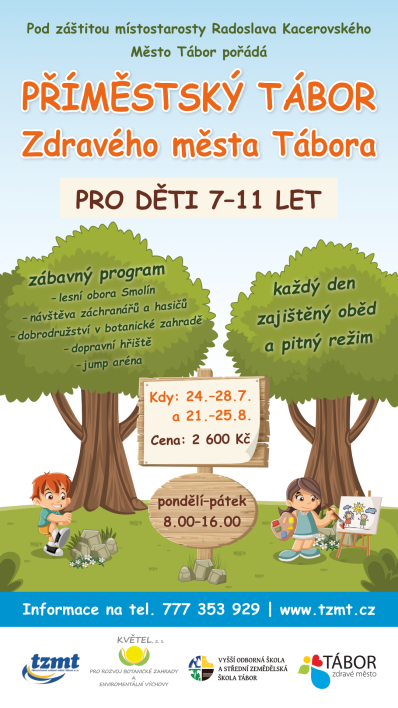 Pod záštitou místostarosty Radoslava Kacerovského
Město Tábor pořádá
PŘÍMĚSTSKÝ TÁBOR
Zdravého města Tábora
PRO DĚTI 7–11 LET
zábavný program
- lesní obora Smolín
- návštěva záchranářů a hasičů
- dobrodružství v botanické zahradě
- dopravní hřiště
- jump aréna
každý den
zajištěný oběd
a pitný režim
Kdy: 24.–28.7.
a 21.–25.8.
Cena: 2 600 Kč
pondělí-pátek
8.00-16.00
Informace na tel. 777 353 929 | www.tzmt.cz
tzmt
KVĚTEL z. s.
PRO ROZVOJ BOTANICKÉ ZAHRADY
A ENVIROMENTÁLNÍ VÝCHOVY
VYŠŠÍ ODBORNÁ ŠKOLA
A STŘEDNÍ ZEMĚDĚLSKÁ
ŠKOLA TÁBOR
TÁBOR
zdravé město